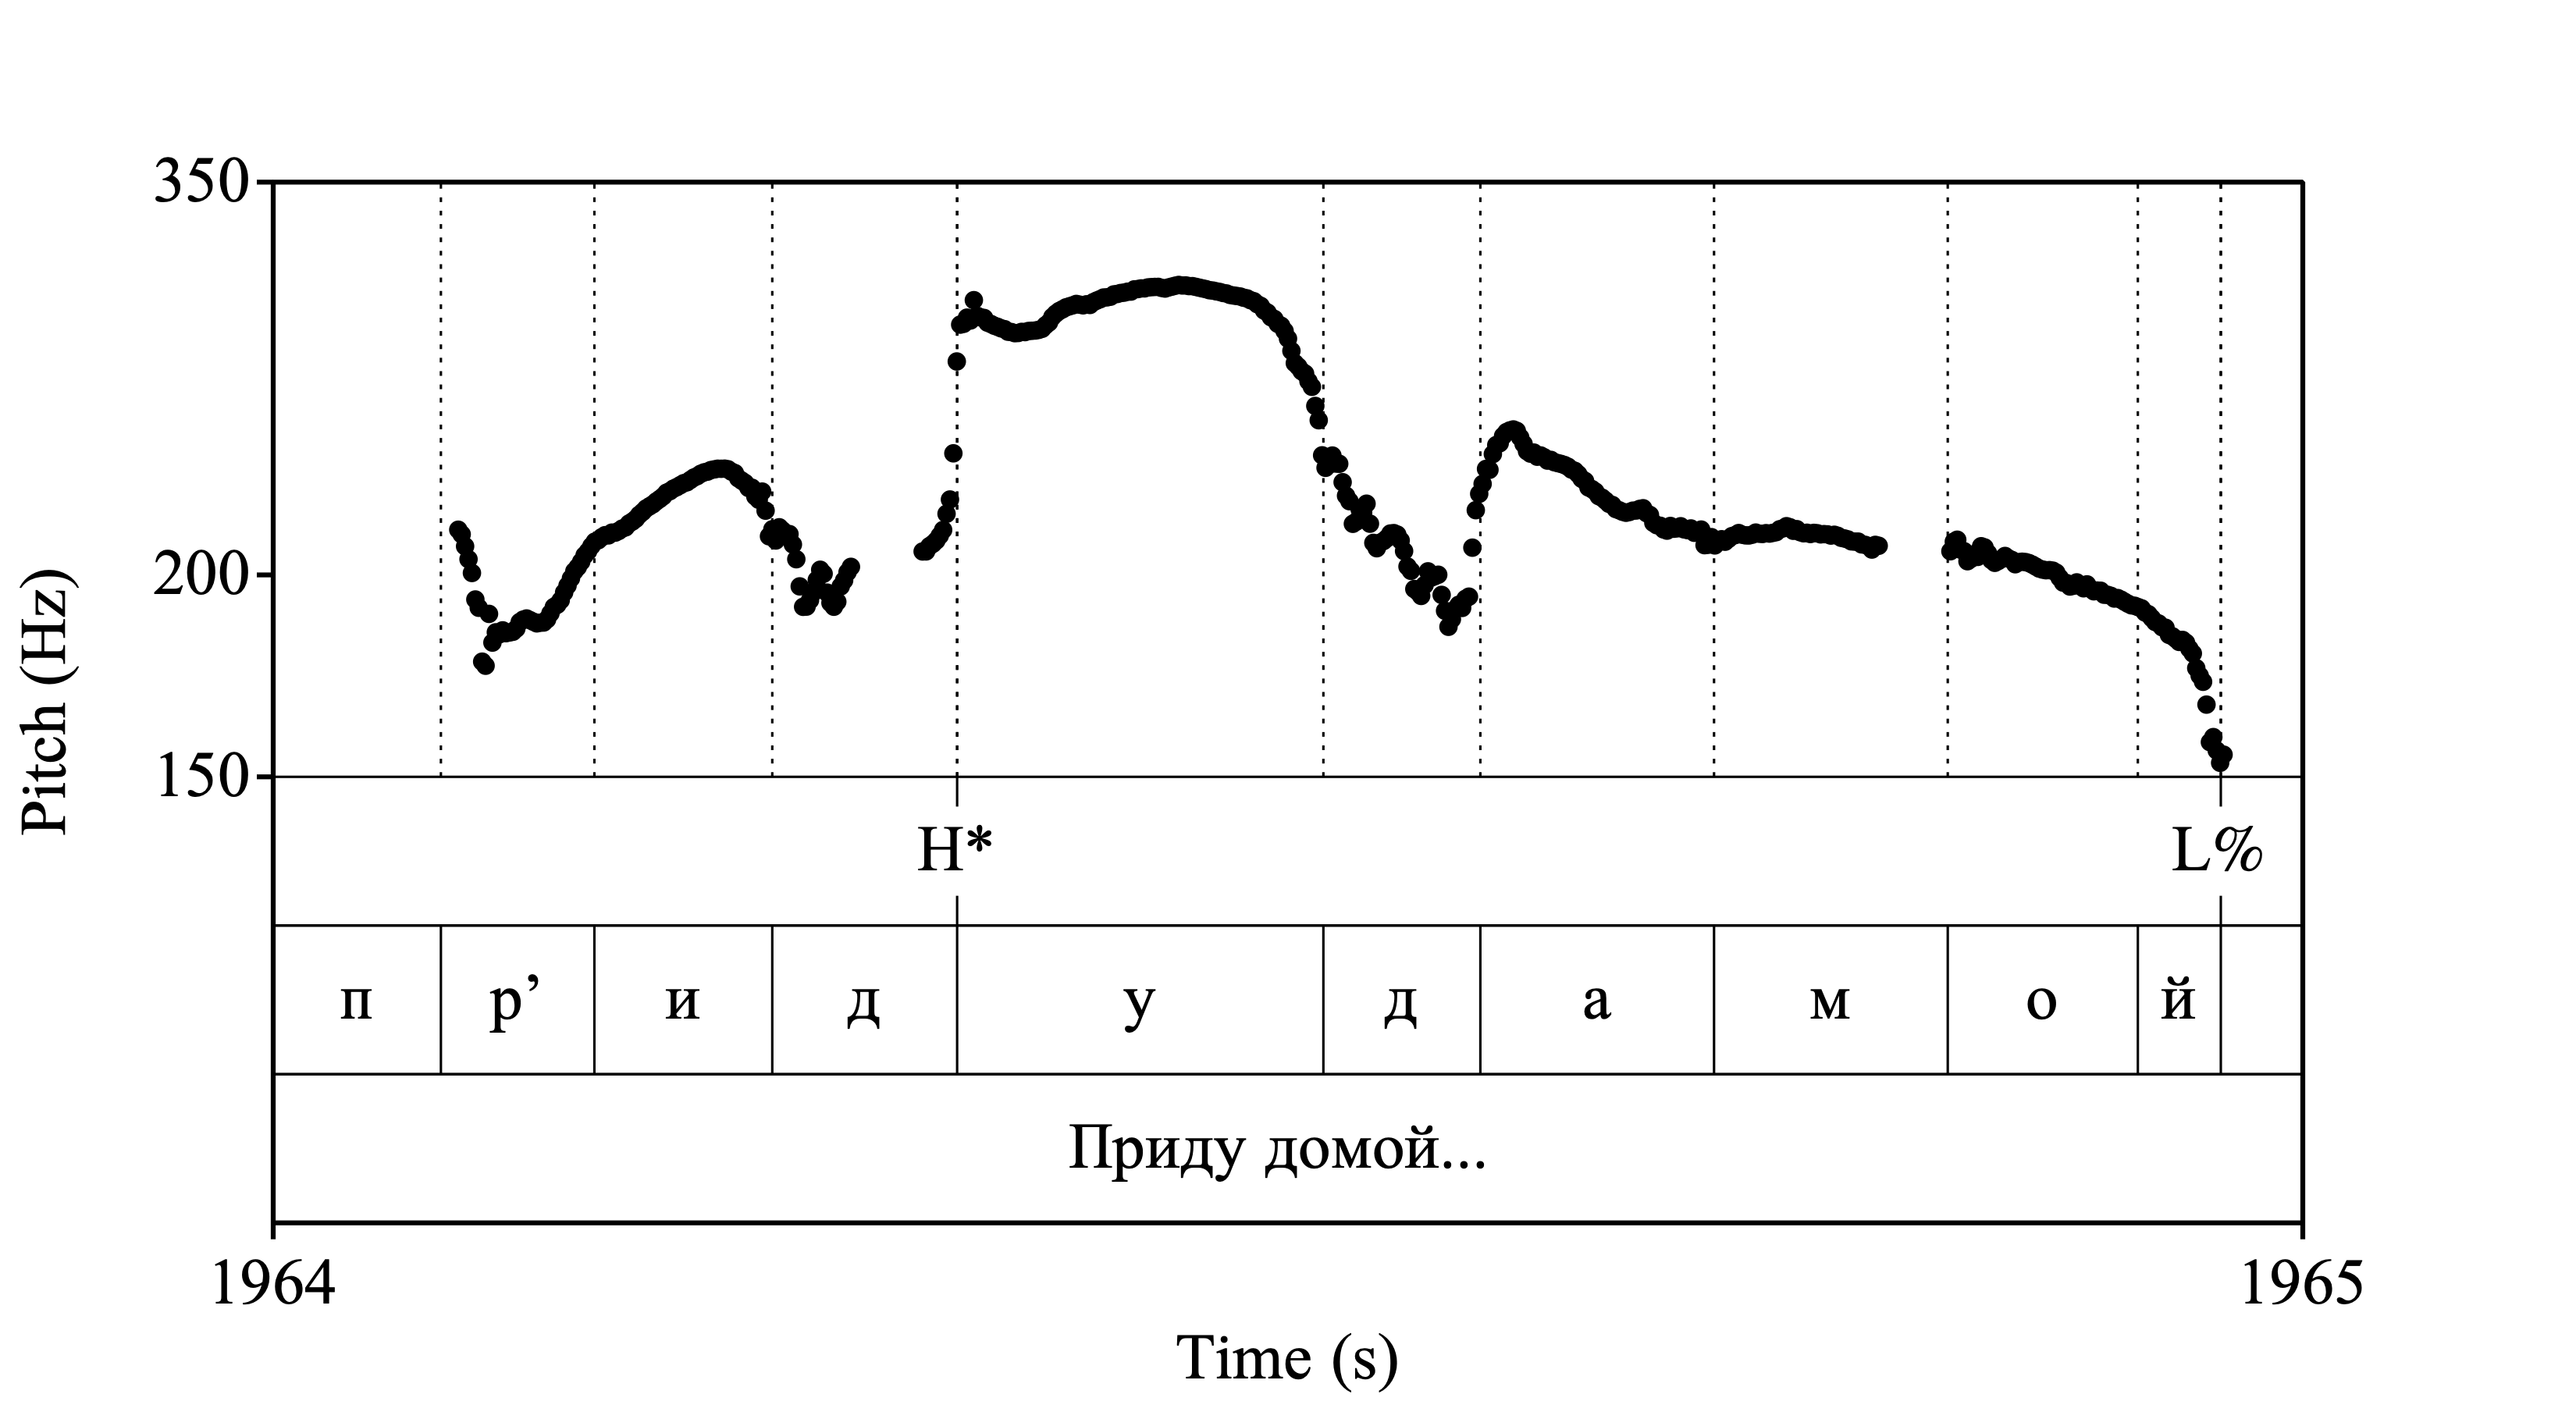 350
200
150
Pitch (Hz)
H* L%
п р’ и д у д а м о й
Приду домой...
1964 1965
Time (s)